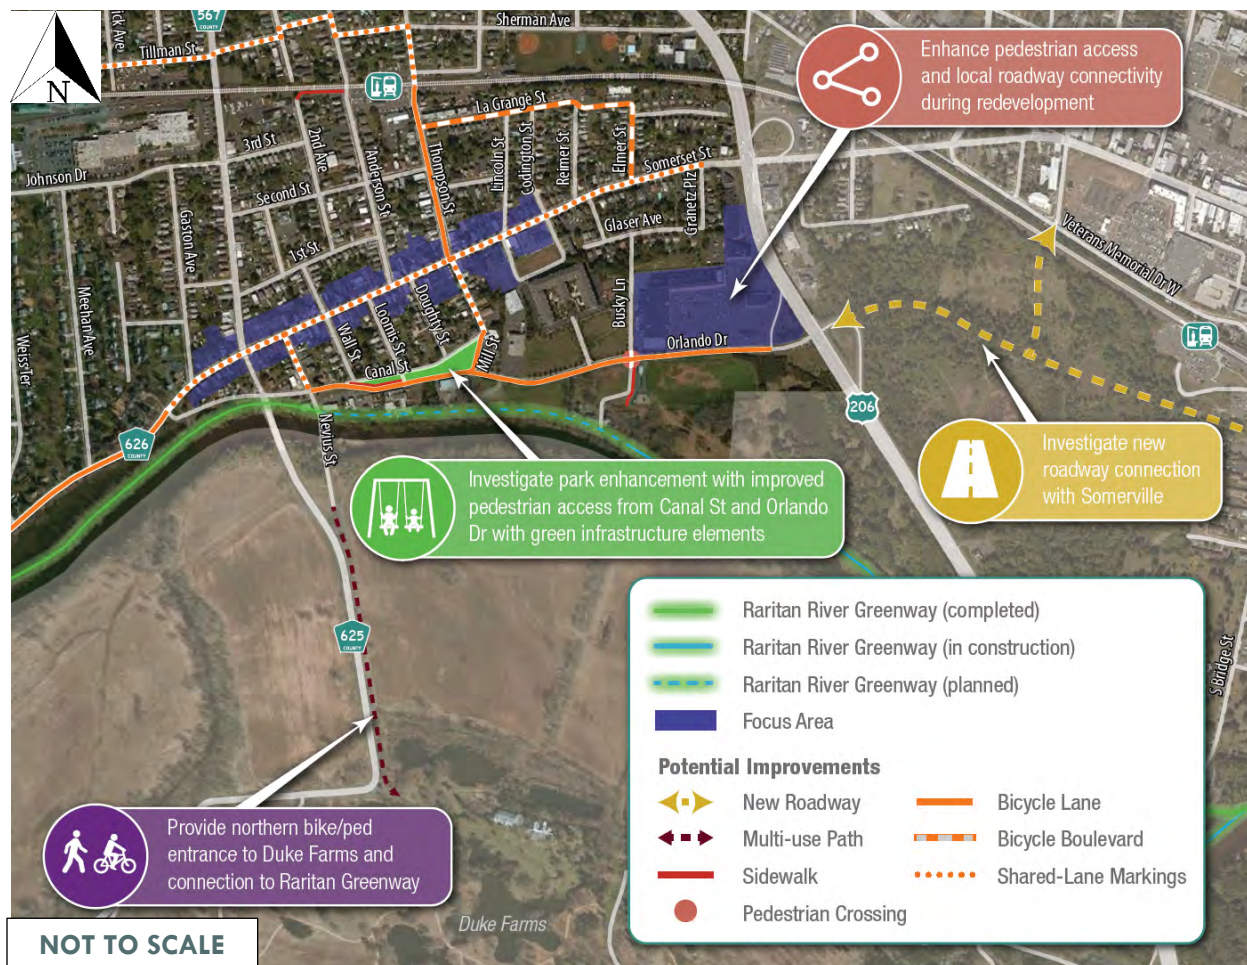 567
COUNTY
ick Ave
Tillman St
Sherman Ave
N
Enhance pedestrian access
and local roadway connectivity
during redevelopment
La Grange St
3rd St
2nd Ave
Anderson St
Thompson St
Lincoln St
Codington St
Reimer St
Elmer St
Somerset St
Johnson Dr
Second St
Gaston Ave
Glaser Ave
Granetz Plz
1st St
Veterans Memorial Dr W
Meehan Ave
Weiss Ter
Wall St
Loomis St
Doughty St
Busky Ln
Canal St
Mill St
Orlando Dr
206
Nevius St
626
COUNTY
Investigate new
roadway connection
with Somerville
Investigate park enhancement with improved
pedestrian access from Canal St and Orlando
Dr with green infrastructure elements
625
COUNTY
S Bridge St
Raritan River Greenway (completed)
Raritan River Greenway (in construction)
Raritan River Greenway (planned)
Focus Area
Potential Improvements
New Roadway
Bicycle Lane
Multi-use Path
Bicycle Boulevard
Sidewalk
Shared-Lane Markings
Pedestrian Crossing
Provide northern bike/ped
entrance to Duke Farms and
connection to Raritan Greenway
Duke Farms
NOT TO SCALE